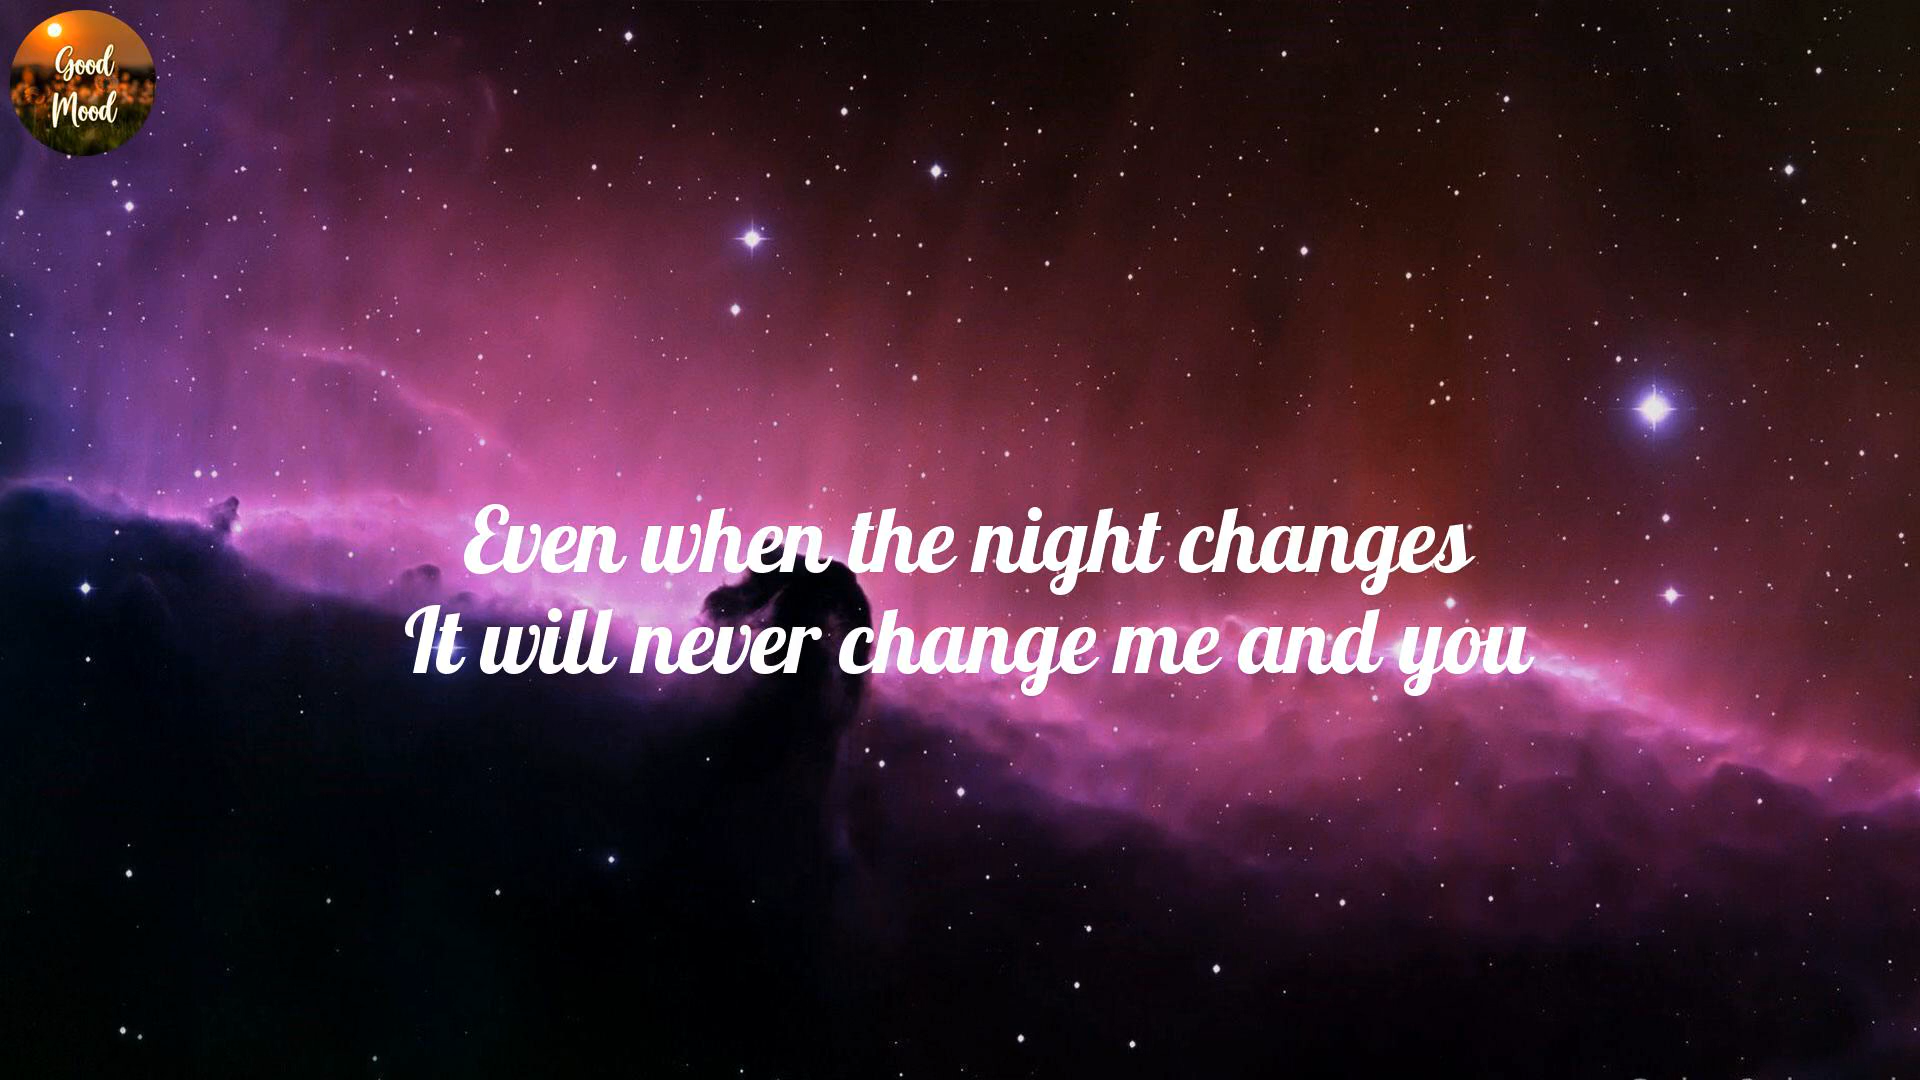 Good
Mood
Even when the night changes
It will never change me and you